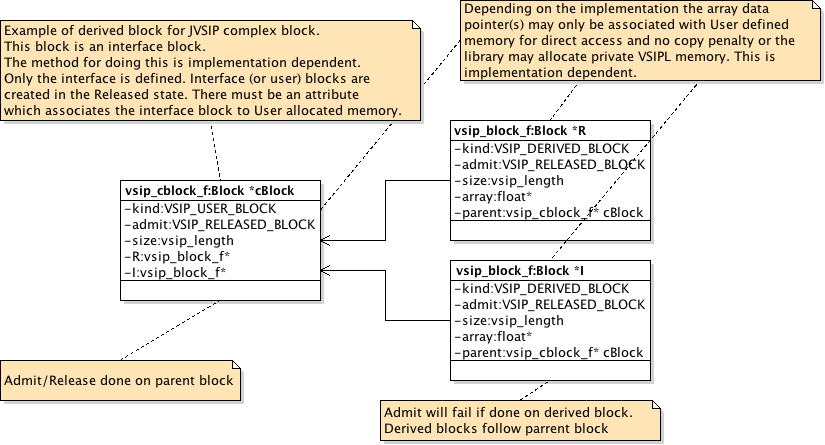 Example of derived block for JVSIP complex block.
This block is an interface block.
The method for doing this is implementation dependent.
Only the interface is defined. Interface (or user) blocks are
created in the Released state. There must be an attribute
which associates the interface block to User allocated memory.
Depending on the implementation the array data
pointer(s) may only be associated with User defined
memory for direct access and no copy penalty or the
library may allocate private VSIPL memory. This is
implementation dependent.
vsip_cblock_f:Block *cBlock
-kind:VSIP_USER_BLOCK
-admit:VSIP_RELEASED_BLOCK
-size:vsip_length
-R:vsip_block_f*
-I:vsip_block_f*
vsip_block_f:Block *R
-kind:VSIP_DERIVED_BLOCK
-admit:VSIP_RELEASED_BLOCK
-size:vsip_length
-array:float*
-parent:vsip_cblock_f* cBlock
vsip_block_f:Block *I
-kind:VSIP_DERIVED_BLOCK
-admit:VSIP_RELEASED_BLOCK
-size:vsip_length
-array:float*
-parent:vsip_cblock_f* cBlock
Admit/Release done on parent block
Admit will fail if done on derived block.
Derived blocks follow parrent block